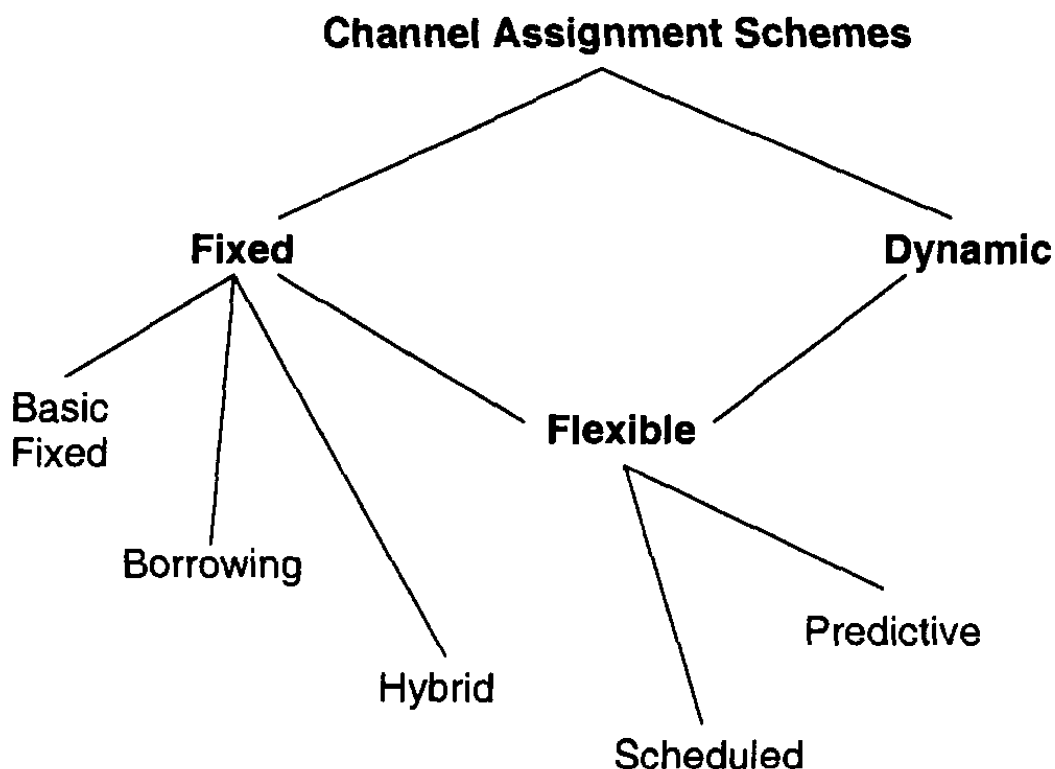 Channel Assignment Schemes
Fixed
Dynamic
Basic
Fixed
Flexible
Borrowing
Predictive
Hybrid
Scheduled